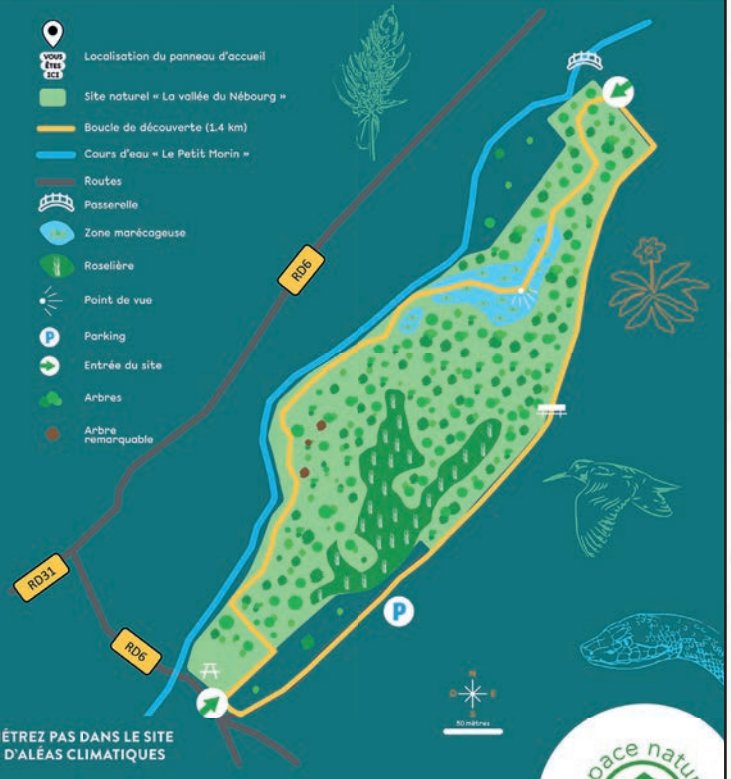 VOUS
ÊTES
ICI
Localisation du panneau d'accueil
Site naturel « La vallée du Nébourg »
Boucle de découverte (1.4 km)
Cours d'eau « Le Petit Morin »
Routes
Passerelle
Zone marécageuse
Roselière
Point de vue
P
Parking
Entrée du site
Arbres
Arbre
remarquable
RD6
RD31
RD6
P
N
O E
S
50 mètres
ÉTREZ PAS DANS LE SITE
D'ALÉAS CLIMATIQUES
pace natur